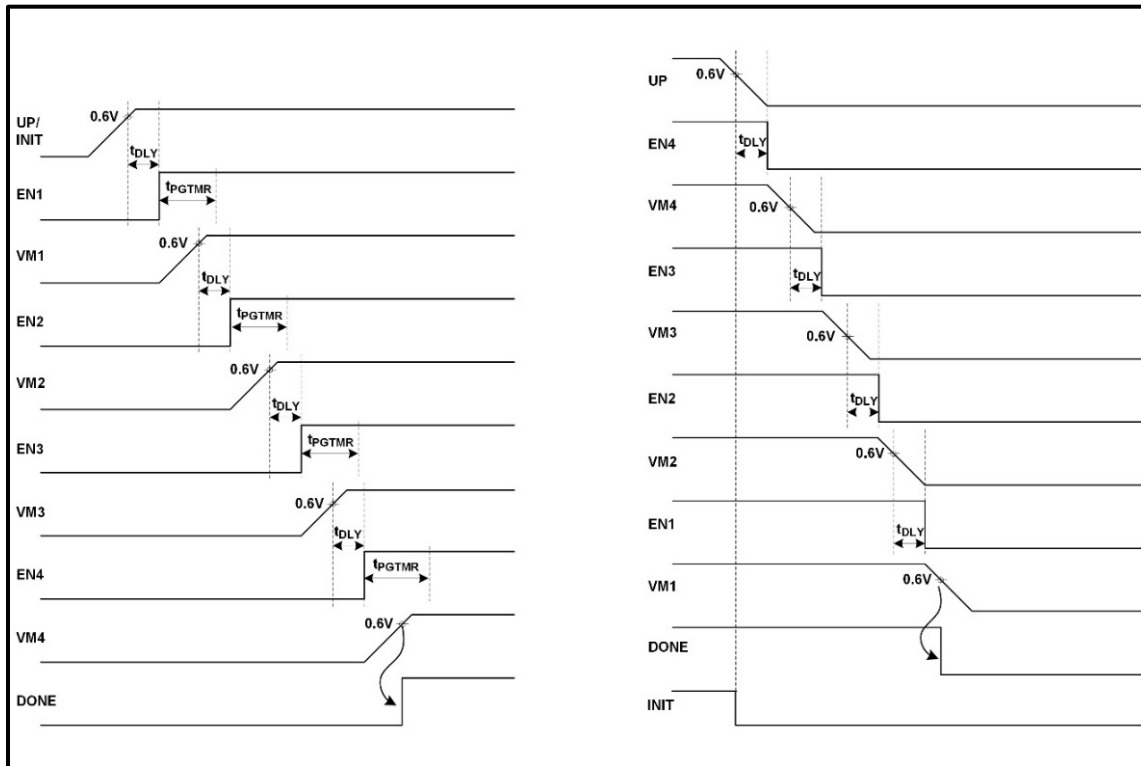 UP/
INIT
0.6V
tDLY
EN1
tPGTMR
VM1
0.6V
tDLY
EN2
tPGTMR
VM2
0.6V
tDLY
EN3
tPGTMR
VM3
0.6V
tDLY
EN4
tPGTMR
VM4
0.6V
DONE
UP
0.6V
EN4
tDLY
VM4
0.6V
EN3
tDLY
VM3
0.6V
EN2
tDLY
VM2
0.6V
EN1
tDLY
VM1
0.6V
DONE
INIT